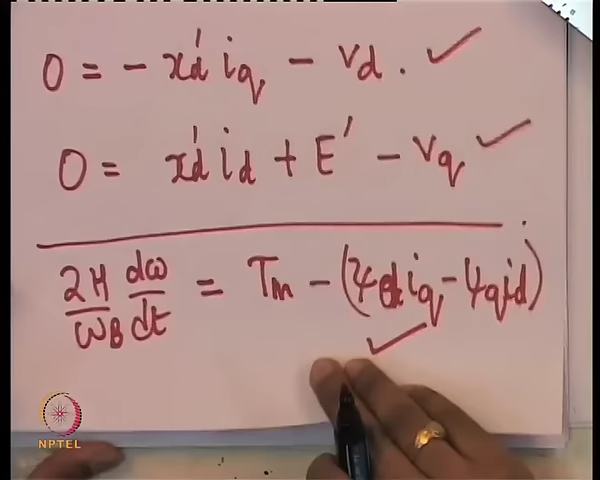 0 = - x'd iq - vd .
0 = x'd id + E' - vq
2H/ωB dω/dt = Tm - (ψd iq - ψq id)
NPTEL